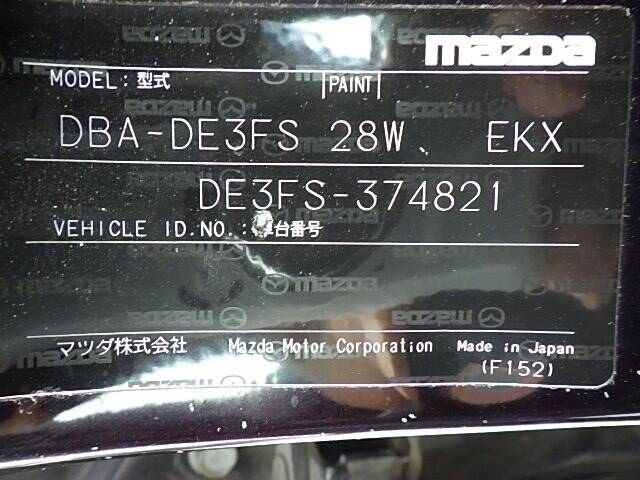 mazda
MODEL : 型式 |PAINT|
DBA-DE3FS 28W、 EKX
DE3FS-374821
VEHICLE ID.NO.:車台番号
マツダ株式会社 Mazda Motor Corporation Made in Japan
(F152)